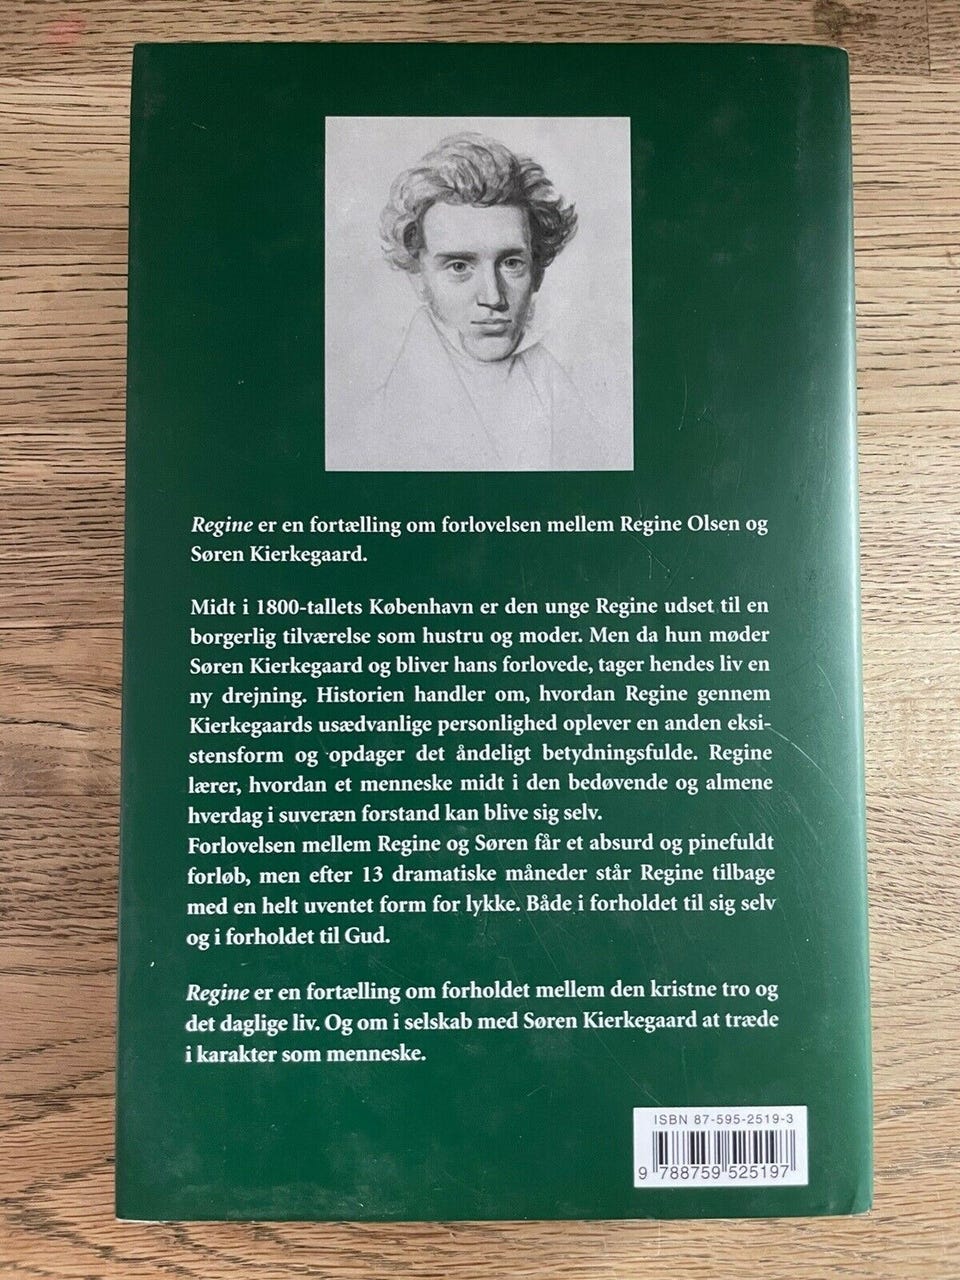 Regine er en fortælling om forlovelsen mellem Regine Olsen og
Søren Kierkegaard.
Midt i 1800-tallets København er den unge Regine udset til en
borgerlig tilværelse som hustru og moder. Men da hun møder
Søren Kierkegaard og bliver hans forlovede, tager hendes liv en
ny drejning. Historien handler om, hvordan Regine gennem
Kierkegaards usædvanlige personlighed oplever en anden eksi-
stensform og opdager det åndeligt betydningsfulde. Regine
lærer, hvordan et menneske midt i den bedøvende og almene
hverdag i suveræn forstand kan blive sig selv.
Forlovelsen mellem Regine og Søren får et absurd og pinefuldt
forløb, men efter 13 dramatiske måneder står Regine tilbage
med en helt uventet form for lykke. Både i forholdet til sig selv
og i forholdet til Gud.
Regine er en fortælling om forholdet mellem den kristne tro og
det daglige liv. Og om i selskab med Søren Kierkegaard at træde
i karakter som menneske.
ISBN 87-595-2519-3
9 788759 525197